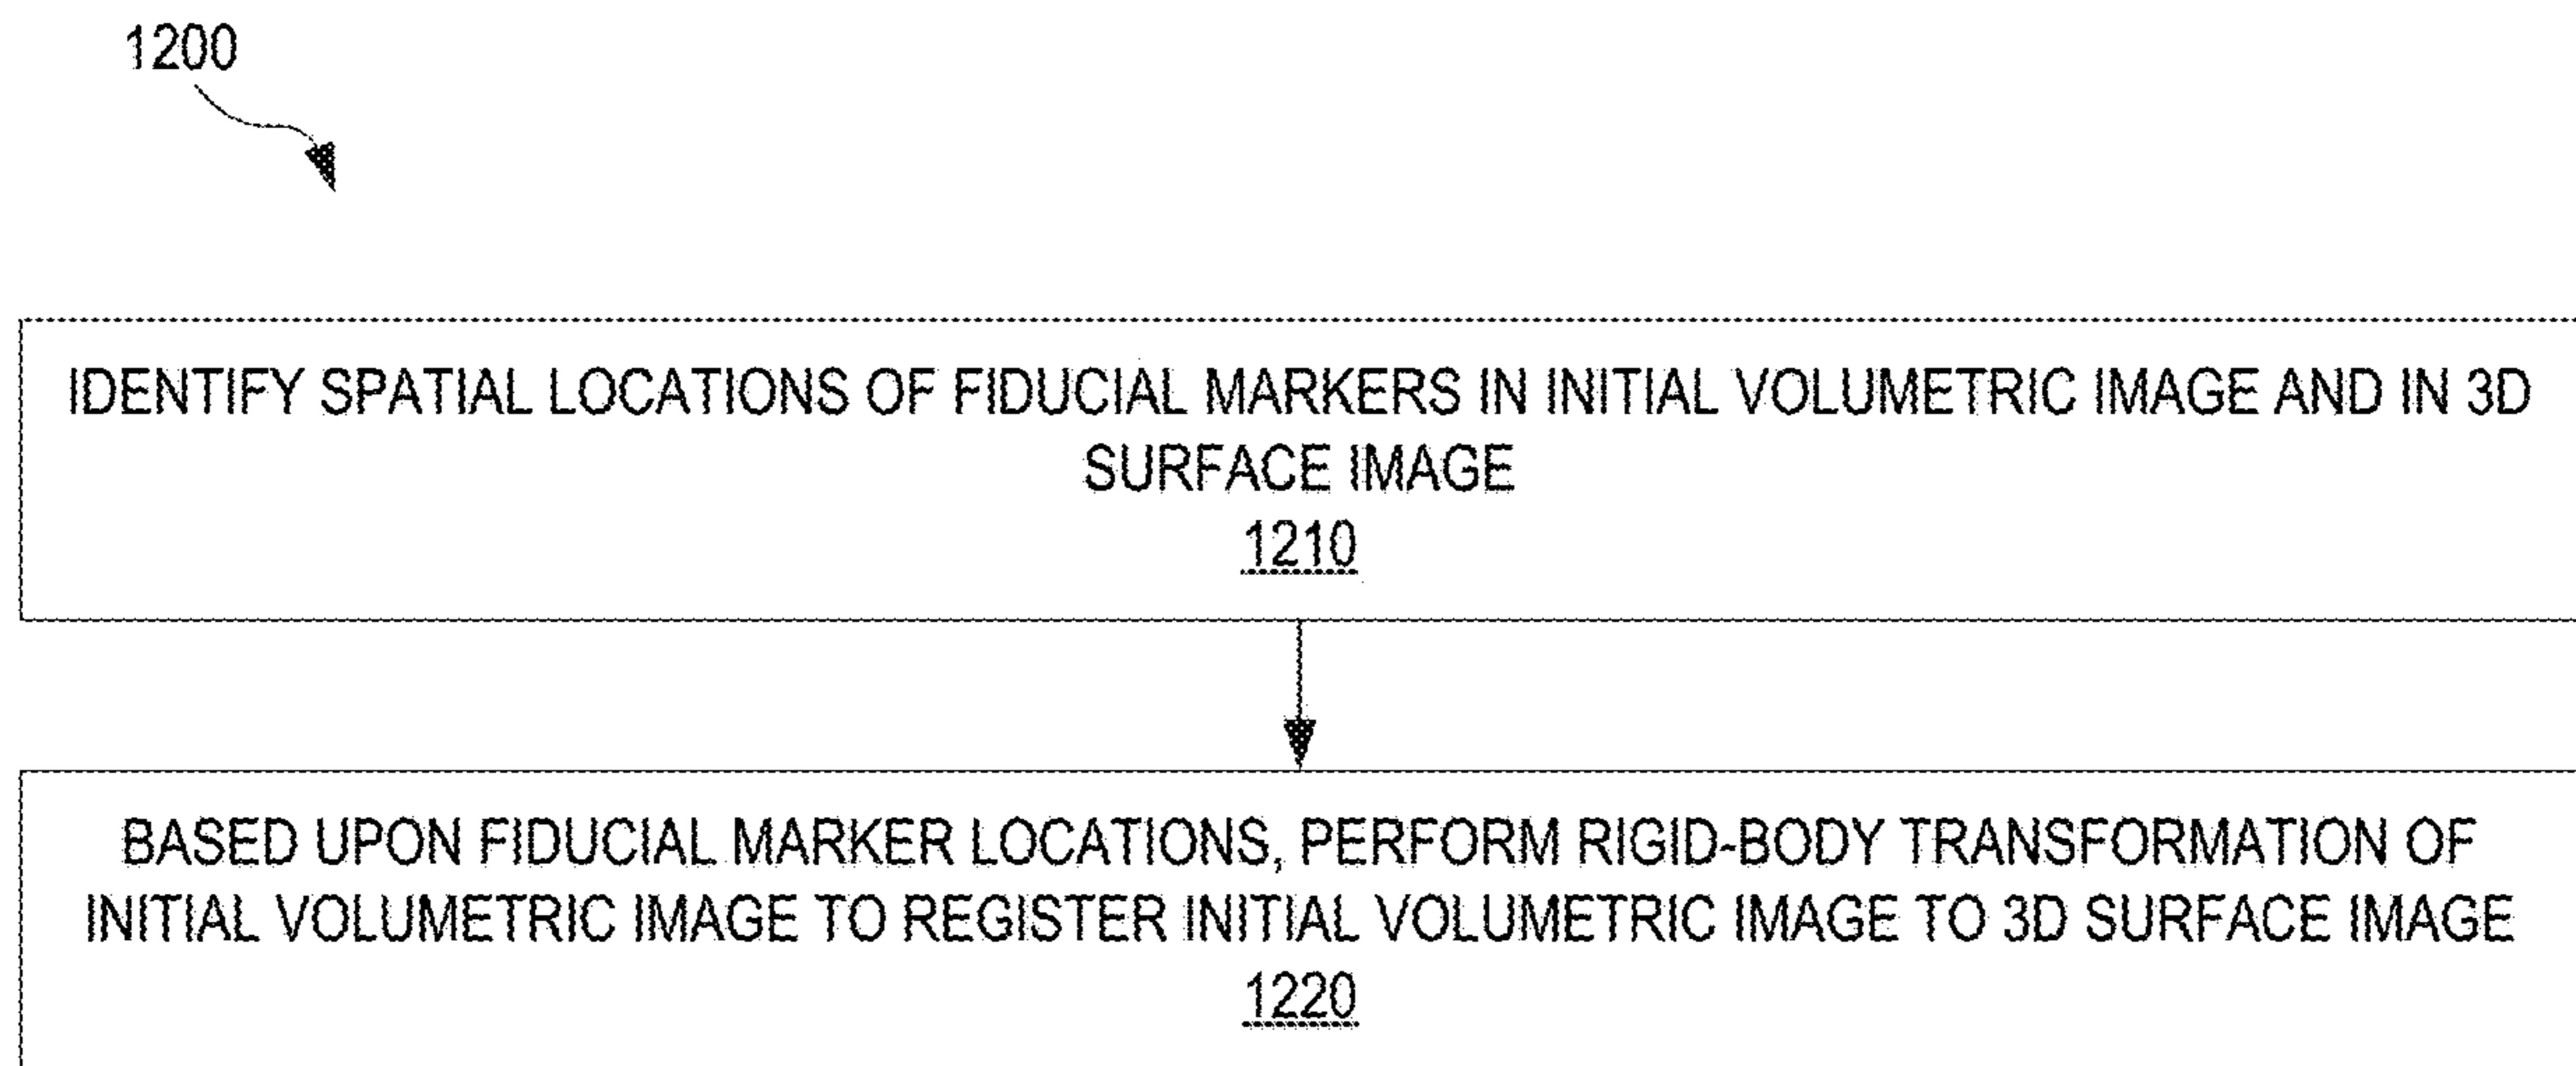 1200
IDENTIFY SPATIAL LOCATIONS OF FIDUCIAL MARKERS IN INITIAL VOLUMETRIC IMAGE AND IN 3D
SURFACE IMAGE
1210
BASED UPON FIDUCIAL MARKER LOCATIONS, PERFORM RIGID-BODY TRANSFORMATION OF
INITIAL VOLUMETRIC IMAGE TO REGISTER INITIAL VOLUMETRIC IMAGE TO 3D SURFACE IMAGE
1220